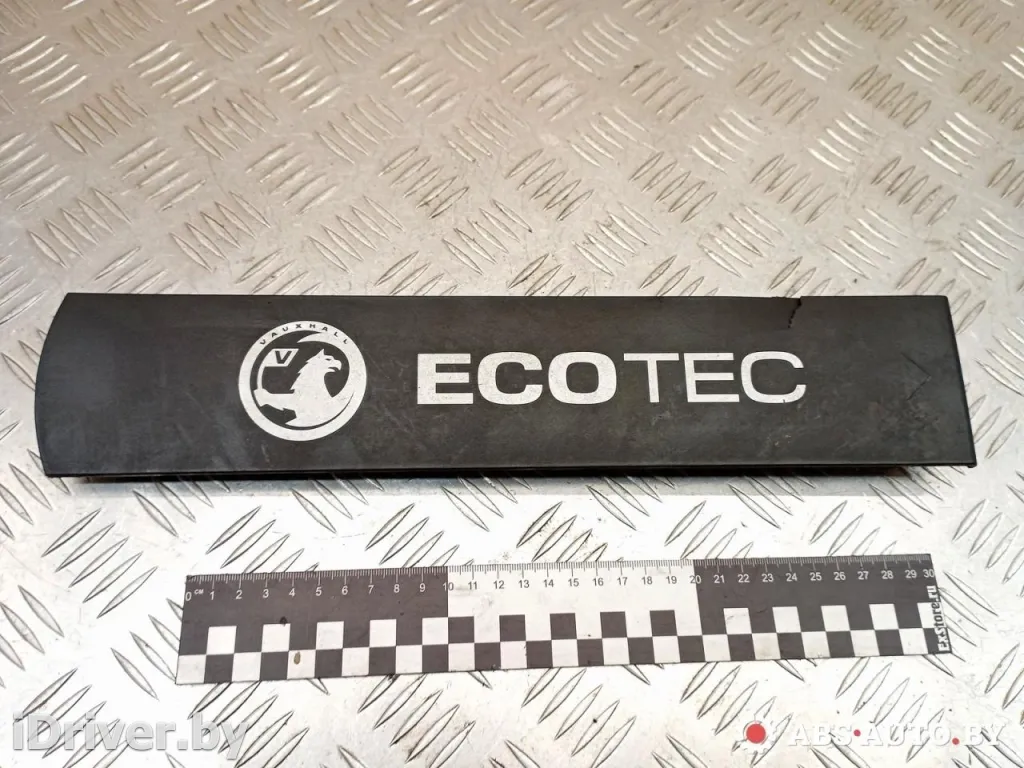 VAUXHALL
V
ECOTEC
0 см 1 2 3 4 5 6 7 8 9 10 11 12 13 14 15 16 17 18 19 20 21 22 23 24 25 26 27 28 29 30
FxStore.ru
iDriver.by
ABS-AUTO.BY